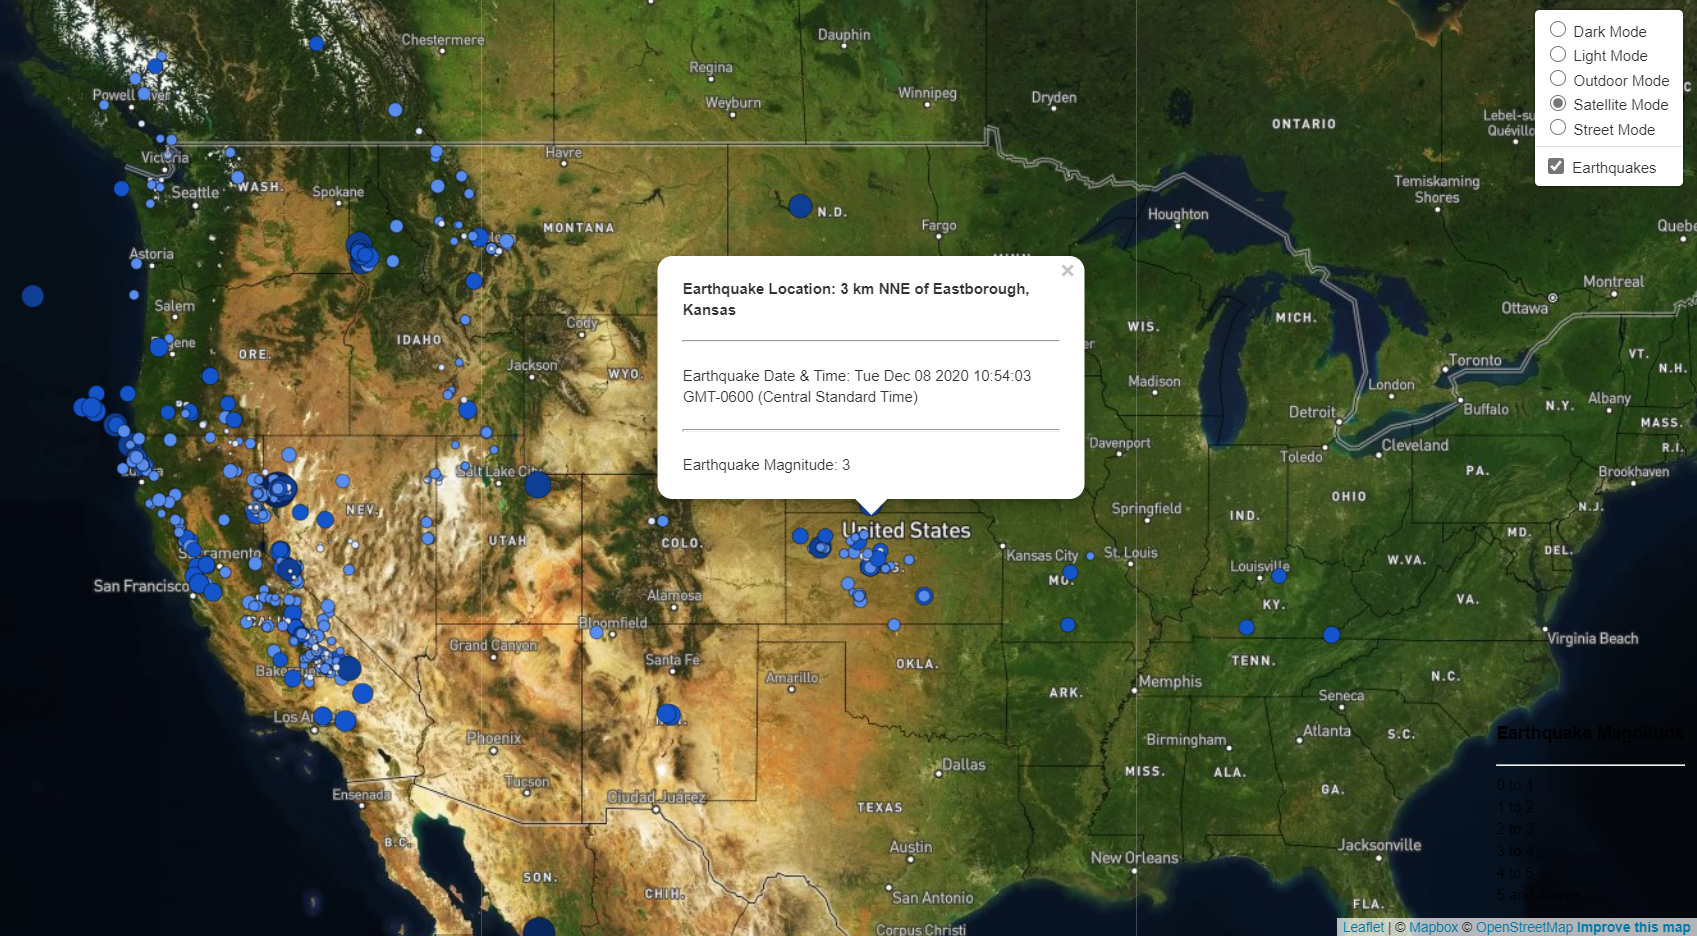 Chestermere
Dauphin
Regina
Weyburn
Winnipeg
Dryden
ONTARIO
Powell River
Havre
Victoria
Seattle
WASH.
Spokane
MONTANA
N.D.
Fargo
Houghton
Temiskaming
Shores
Astoria
Salem
ORE.
IDAHO
Cody
Jackson
WYO.
WIS.
MICH.
Madison
Montreal
Ottawa
Toronto
London
Buffalo
Detroit
Toledo
Cleveland
VT.
N.H.
Albany
N.Y.
MASS.
R.I.
Brookhaven
PA.
N.J.
MD.
DEL.
OHIO
IND.
W.VA.
VA.
Davenport
Springfield
Salt Lake City
NEV.
UTAH
COLO.
United States
Kansas City
St. Louis
MO.
Louisville
KY.
Sacramento
San Francisco
CALIF.
Alamosa
Bloomfield
Grand Canyon
Santa Fe
Amarillo
OKLA.
ARK.
Memphis
TENN.
Virginia Beach
N.C.
Seneca
Atlanta
S.C.
Birmingham
MISS.
ALA.
GA.
Phoenix
Tucson
Ensenada
Ciudad Juárez
Dallas
TEXAS
Austin
San Antonio
Corpus Christi
New Orleans
Jacksonville
FLA.
B.C.
SON.
CHIH.
Earthquake Location: 3 km NNE of Eastborough,
Kansas
Earthquake Date & Time: Tue Dec 08 2020 10:54:03
GMT-0600 (Central Standard Time)
Earthquake Magnitude: 3
×
Dark Mode
Light Mode
Outdoor Mode
Satellite Mode
Street Mode
Earthquakes
Earthquake Magnitude
0 to 1
1 to 2
2 to 3
3 to 4
4 to 5
5 and above
Leaflet | © Mapbox © OpenStreetMap Improve this map